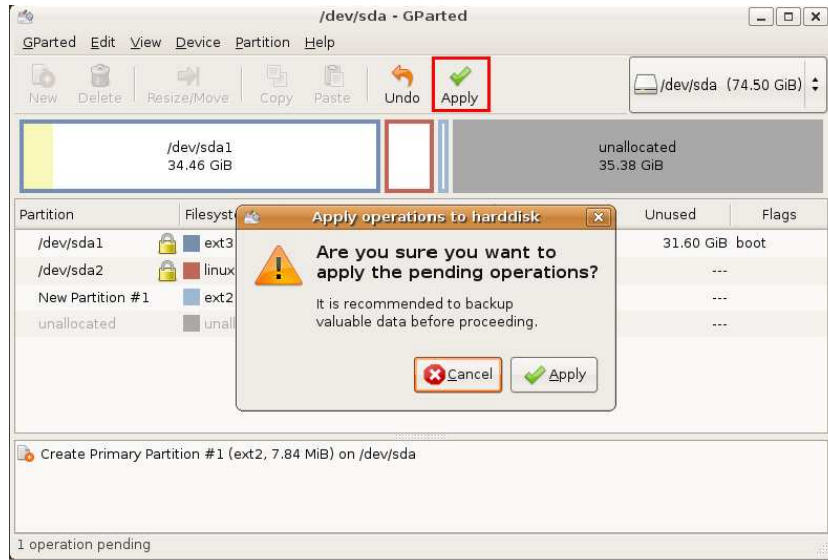 /dev/sda - GParted
GParted Edit View Device Partition Help
New Delete Resize/Move Copy Paste Undo Apply /dev/sda (74.50 GiB)
/dev/sda1
34.46 GiB
unallocated
35.38 GiB
Partition Filesyst Unused Flags
/dev/sda1 ext3 31.60 GiB boot
/dev/sda2 linux ---
New Partition #1 ext2 ---
unallocated unall ---
Apply operations to harddisk
Are you sure you want to
apply the pending operations?
It is recommended to backup
valuable data before proceeding.
Cancel Apply
Create Primary Partition #1 (ext2, 7.84 MiB) on /dev/sda
1 operation pending